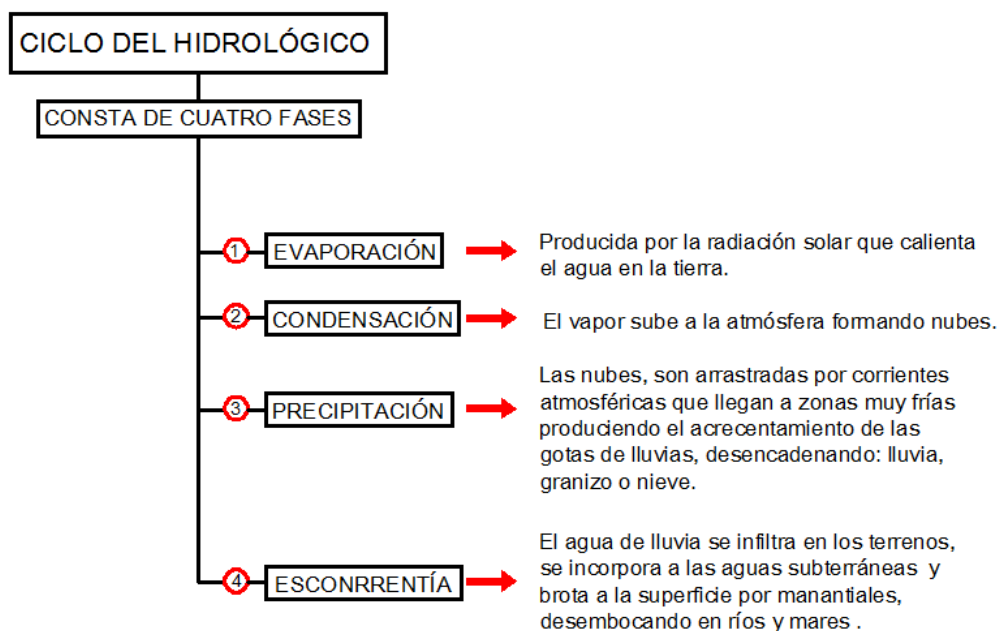 CICLO DEL HIDROLÓGICO
CONSTA DE CUATRO FASES
1 EVAPORACIÓN
Producida por la radiación solar que calienta
el agua en la tierra.
2 CONDENSACIÓN
El vapor sube a la atmósfera formando nubes.
3 PRECIPITACIÓN
Las nubes, son arrastradas por corrientes
atmosféricas que llegan a zonas muy frías
produciendo el acrecentamiento de las
gotas de lluvias, desencadenando: lluvia,
granizo o nieve.
4 ESCONRRENTÍA
El agua de lluvia se infiltra en los terrenos,
se incorpora a las aguas subterráneas y
brota a la superficie por manantiales,
desembocando en ríos y mares .